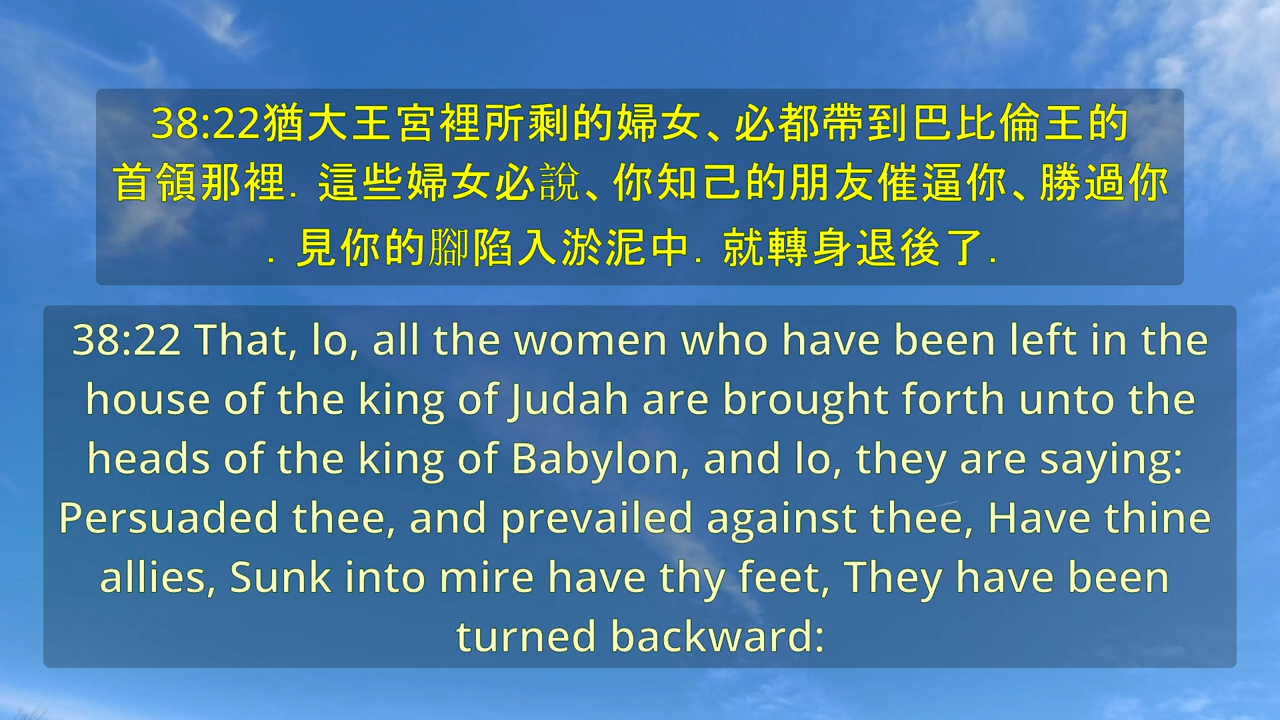 38:22猶大王宮裡所剩的婦女、必都帶到巴比倫王的
首領那裡．這些婦女必說、你知己的朋友催逼你、勝過你
．見你的腳陷入淤泥中．就轉身退後了．
38:22 That, lo, all the women who have been left in the
house of the king of Judah are brought forth unto the
heads of the king of Babylon, and lo, they are saying:
Persuaded thee, and prevailed against thee, Have thine
allies, Sunk into mire have thy feet, They have been
turned backward: